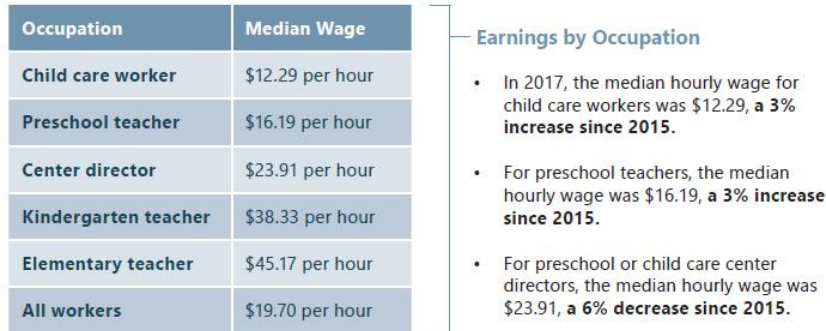 Occupation Median Wage
Child care worker $12.29 per hour
Preschool teacher $16.19 per hour
Center director $23.91 per hour
Kindergarten teacher $38.33 per hour
Elementary teacher $45.17 per hour
All workers $19.70 per hour
Earnings by Occupation
• In 2017, the median hourly wage for
child care workers was $12.29, a 3%
increase since 2015.
• For preschool teachers, the median
hourly wage was $16.19, a 3% increase
since 2015.
• For preschool or child care center
directors, the median hourly wage was
$23.91, a 6% decrease since 2015.